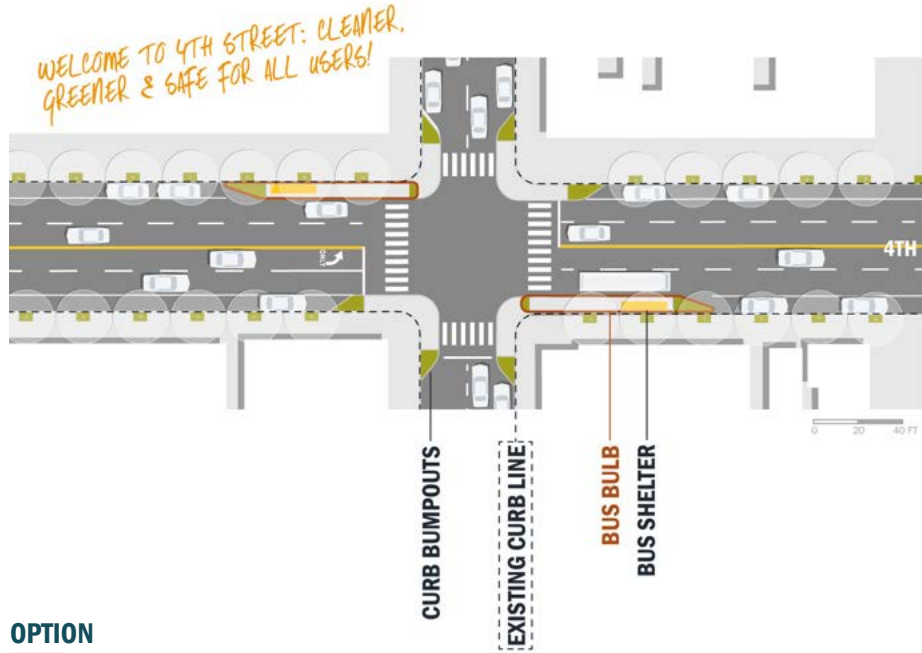 WELCOME TO 4TH STREET: CLEANER,
GREENER & SAFE FOR ALL USERS!
ONLY
4TH
0 20 40 FT
CURB BUMPOUTS
EXISTING CURB LINE
BUS BULB
BUS SHELTER
OPTION